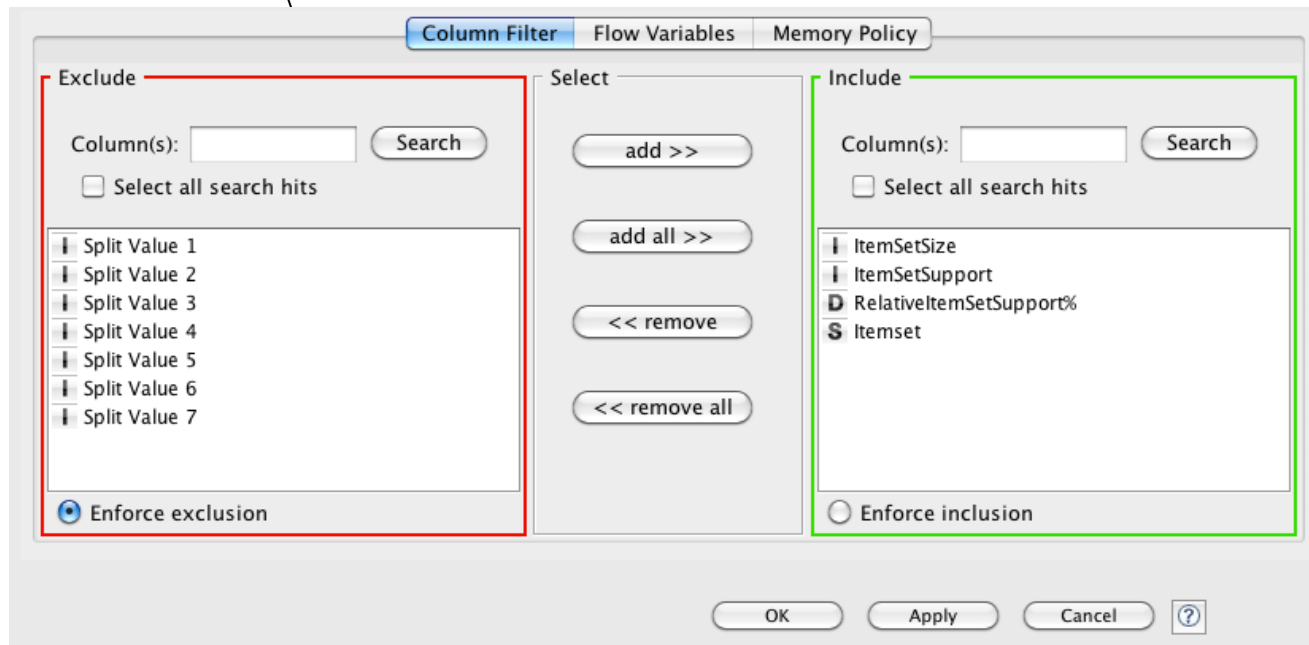 Column Filter Flow Variables Memory Policy
Exclude
Column(s): Search
Select all search hits
I Split Value 1
I Split Value 2
I Split Value 3
I Split Value 4
I Split Value 5
I Split Value 6
I Split Value 7
Enforce exclusion
Select
add >>
add all >>
<< remove
<< remove all
Include
Column(s): Search
Select all search hits
I ItemSetSize
I ItemSetSupport
D RelativeItemSetSupport%
S Itemset
Enforce inclusion
OK Apply Cancel ?